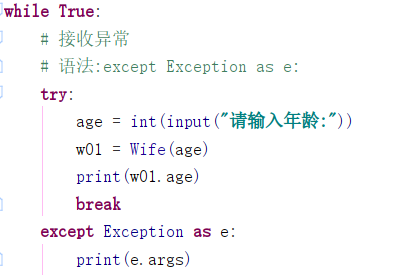 while True:
    # 接收异常
    # 语法:except Exception as e:
    try:
        age = int(input("请输入年龄:"))
        w01 = Wife(age)
        print(w01.age)
        break
    except Exception as e:
        print(e.args)